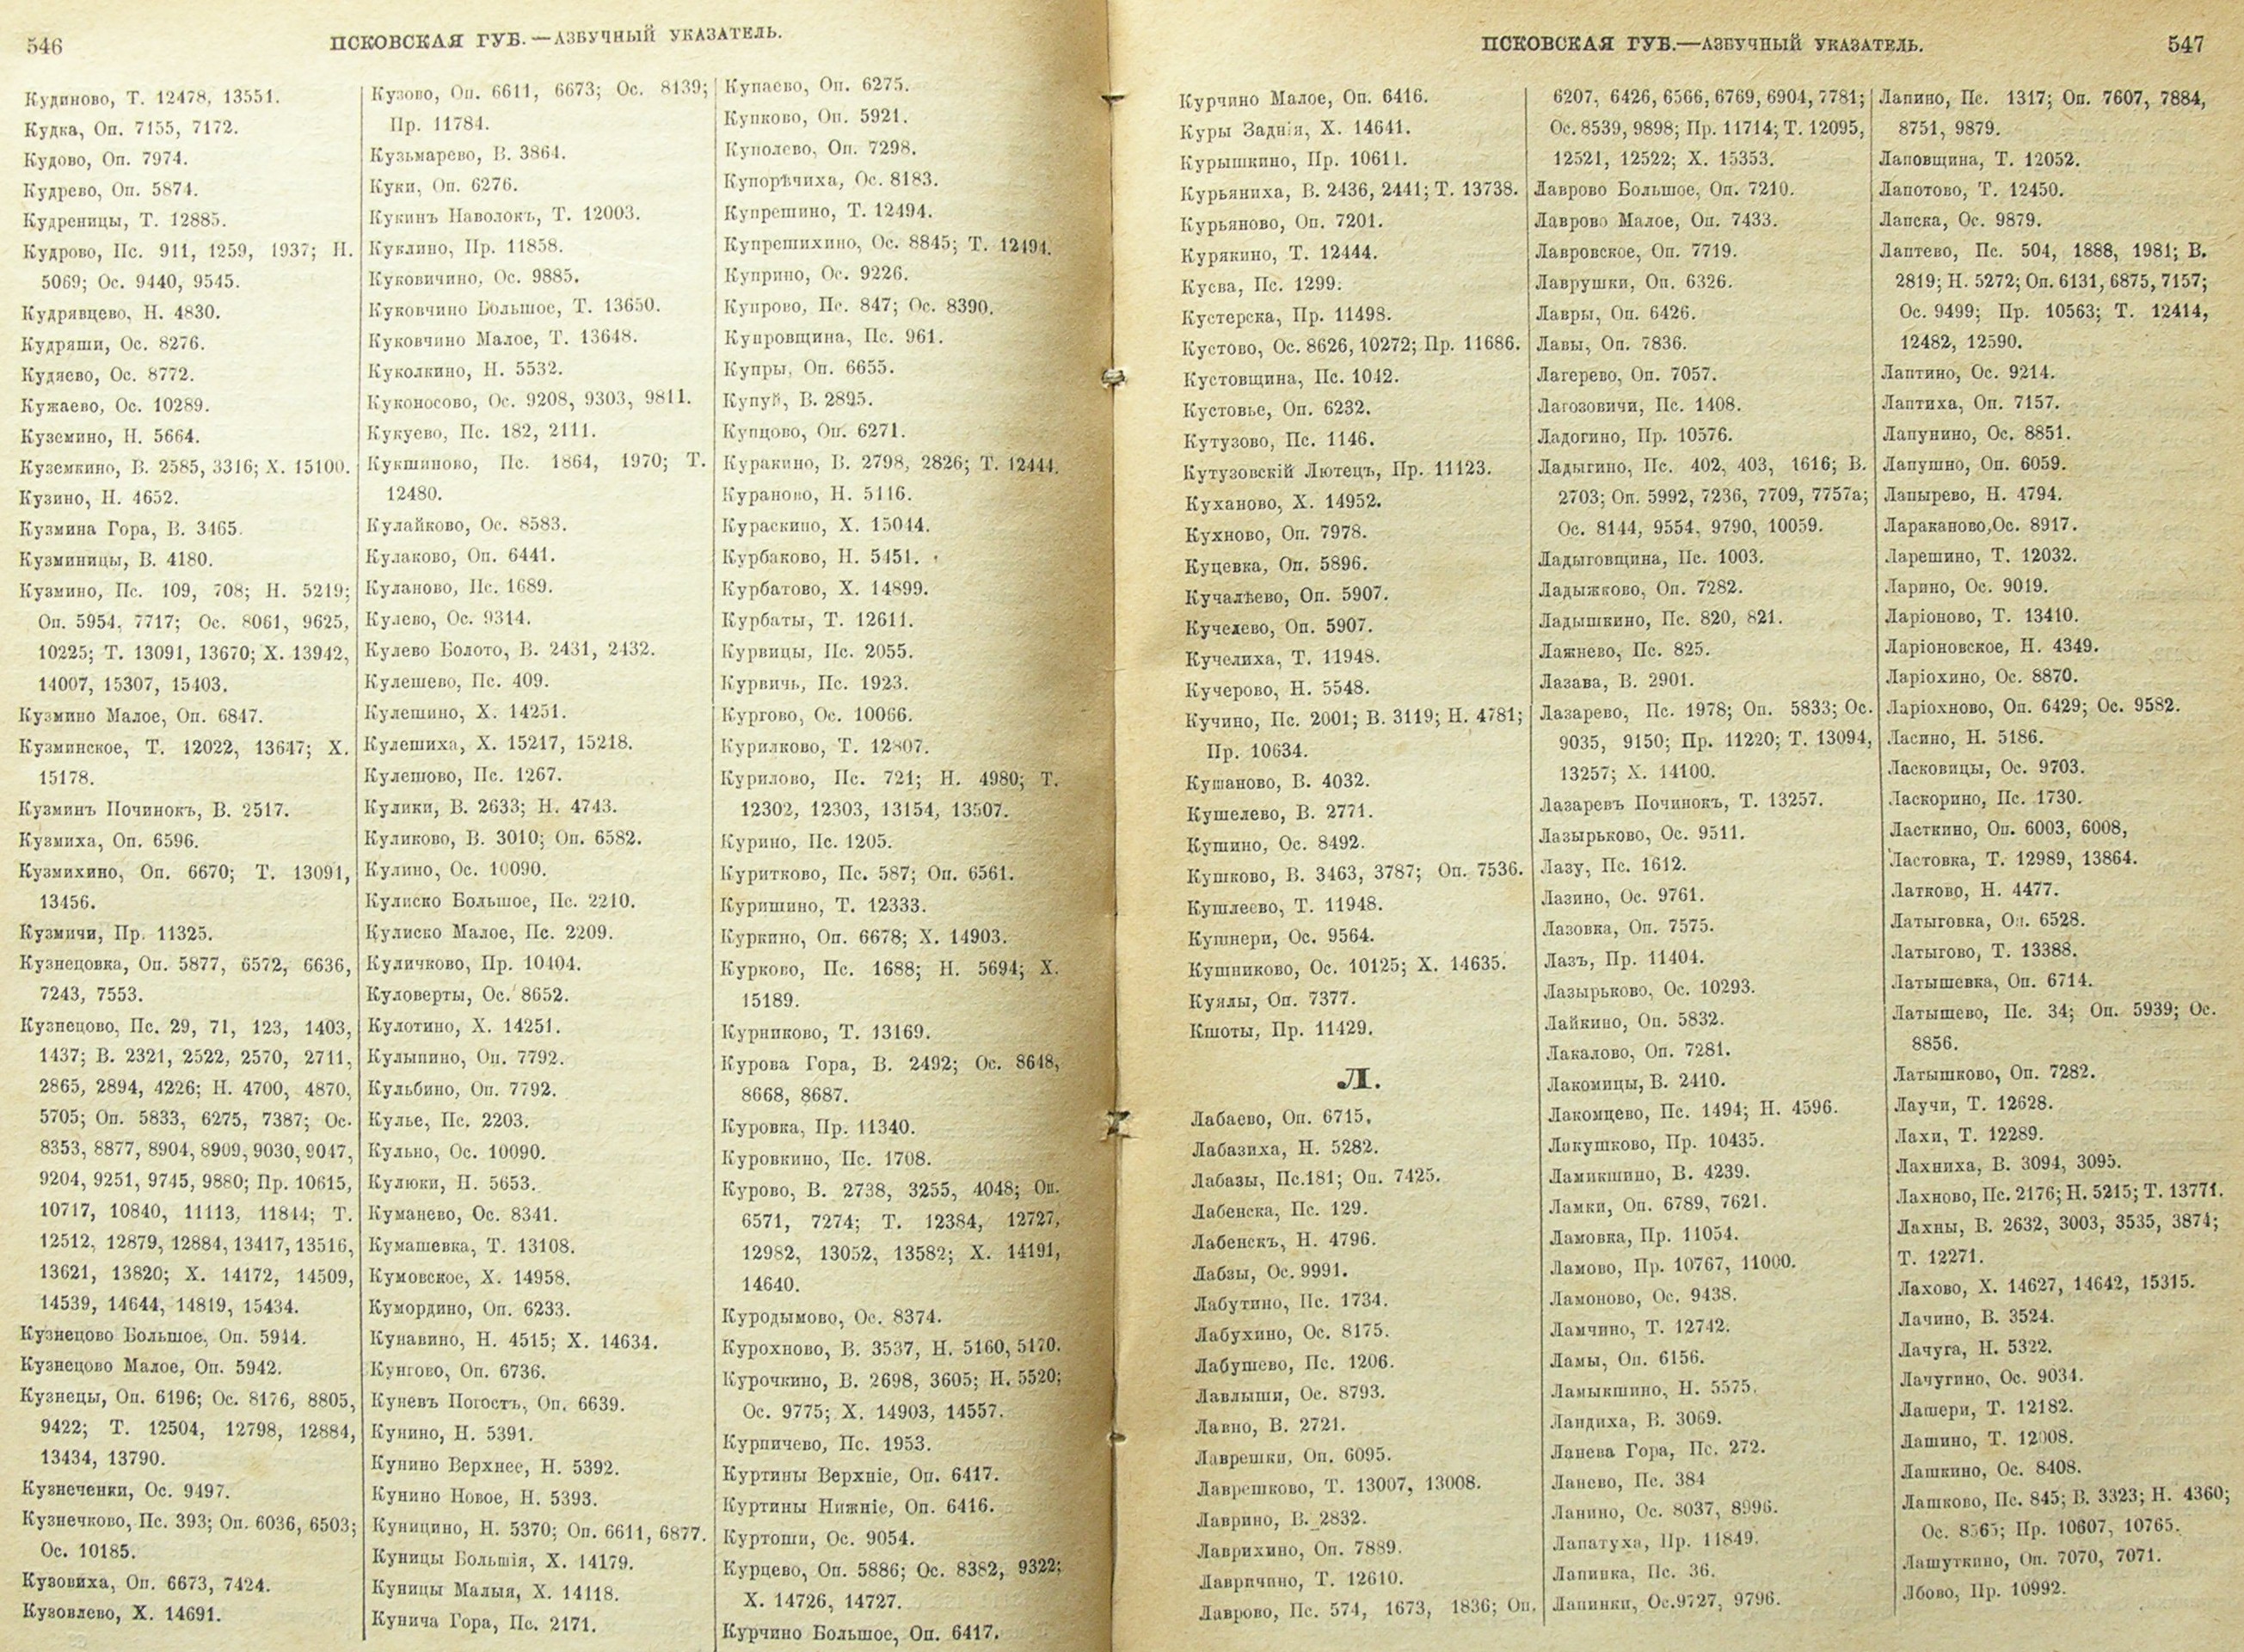 546
ПСКОВСКАЯ ГУБ.—АЗБУЧНЫЙ УКАЗАТЕЛЬ.
Кудиново, Т. 12478, 13551.
Кудка, Оп. 7155, 7172.
Кудово, Оп. 7974.
Кудрево, Оп. 5874.
Кудреницы, Т. 12885.
Кудрово, Пс. 911, 1259, 1937; Н.
5069; Ос. 9440, 9545.
Кудрявцево, Н. 4830.
Кудряши, Ос. 8276.
Кудяево, Ос. 8772.
Кужаево, Ос. 10289.
Куземино, Н. 5664.
Куземкино, В. 2585, 3316; Х. 15100.
Кузино, Н. 4652.
Кузмина Гора, В. 3465.
Кузминицы, В. 4180.
Кузмино, Пс. 109, 708; Н. 5219;
Оп. 5954, 7717; Ос. 8061, 9625,
10225; Т. 13091, 13670; Х. 13942,
14007, 15307, 15403.
Кузмино Малое, Оп. 6847.
Кузминское, Т. 12022, 13647; Х.
15178.
Кузминъ Починокъ, В. 2517.
Кузмиха, Оп. 6596.
Кузмихино, Оп. 6670; Т. 13091,
13456.
Кузмичи, Пр. 11325.
Кузнецовка, Оп. 5877, 6572, 6636,
7243, 7553.
Кузнецово, Пс. 29, 71, 123, 1403,
1437; В. 2321, 2522, 2570, 2711,
2865, 2894, 4226; Н. 4700, 4870,
5705; Оп. 5833, 6275, 7387; Ос.
8353, 8877, 8904, 8909, 9030, 9047,
9204, 9251, 9745, 9880; Пр. 10615,
10717, 10840, 11113, 11844; Т.
12512, 12879, 12884, 13417, 13516,
13621, 13820; Х. 14172, 14509,
14539, 14644, 14819, 15434.
Кузнецово Большое, Оп. 5944.
Кузнецово Малое, Оп. 5942.
Кузнецы, Оп. 6196; Ос. 8176, 8805,
9422; Т. 12504, 12798, 12884,
13434, 13790.
Кузнеченки, Ос. 9497.
Кузнечково, Пс. 393; Оп. 6036, 6503;
Ос. 10185.
Кузовиха, Оп. 6673, 7424.
Кузовлево, Х. 14691.
Кузово, Оп. 6611, 6673; Ос. 8139;
Пр. 11784.
Кузьмарево, В. 3864.
Куки, Оп. 6276.
Кукинъ Наволокъ, Т. 12003.
Куклино, Пр. 11858.
Куковичино, Ос. 9885.
Куковчино Большое, Т. 13650.
Куковчино Малое, Т. 13648.
Куколкино, Н. 5532.
Куконосово, Ос. 9208, 9303, 9811.
Кукуево, Пс. 182, 2111.
Кукшиново, Пс. 1864, 1970; Т.
12480.
Кулайково, Ос. 8583.
Кулаково, Оп. 6441.
Куланово, Пс. 1689.
Кулево, Ос. 9314.
Кулево Болото, В. 2431, 2432.
Кулешево, Пс. 409.
Кулешино, Х. 14251.
Кулешиха, Х. 15217, 15218.
Кулешово, Пс. 1267.
Кулики, В. 2633; Н. 4743.
Куликово, В. 3010; Оп. 6582.
Кулино, Ос. 10090.
Кулиско Большое, Пс. 2210.
Кулиско Малое, Пс. 2209.
Куличково, Пр. 10404.
Куловерты, Ос. 8652.
Кулотино, Х. 14251.
Кулыпино, Оп. 7792.
Кульбино, Оп. 7792.
Кулье, Пс. 2203.
Кульно, Ос. 10090.
Кулюки, Н. 5653.
Куманево, Ос. 8341.
Кумашевка, Т. 13108.
Кумовское, Х. 14958.
Кумордино, Оп. 6233.
Кунавино, Н. 4515; Х. 14634.
Кунгово, Оп. 6736.
Куневъ Погостъ, Оп. 6639.
Кунино, Н. 5391.
Кунино Верхнее, Н. 5392.
Кунино Новое, Н. 5393.
Куницино, Н. 5370; Оп. 6611, 6877.
Куницы Большія, Х. 14179.
Куницы Малыя, Х. 14118.
Кунича Гора, Пс. 2171.
Купаево, Оп. 6275.
Купково, Оп. 5921.
Куполево, Оп. 7298.
Купорѣчиха, Ос. 8183.
Купрешино, Т. 12494.
Купрешихино, Ос. 8845; Т. 12494.
Куприно, Ос. 9226.
Купрово, Пс. 847; Ос. 8390.
Купровщина, Пс. 961.
Купры, Оп. 6655.
Купуй, В. 2895.
Купцово, Оп. 6271.
Куракино, В. 2798, 2826; Т. 12444.
Кураново, Н. 5116.
Кураскино, Х. 15044.
Курбаково, Н. 5451.
Курбатово, Х. 14899.
Курбаты, Т. 12611.
Курвицы, Пс. 2055.
Курвичь, Пс. 1923.
Кургово, Ос. 10066.
Курилково, Т. 12807.
Курилово, Пс. 721; Н. 4980; Т.
12302, 12303, 13154, 13507.
Курино, Пс. 1205.
Куритково, Пс. 587; Оп. 6561.
Куришино, Т. 12333.
Куркино, Оп. 6678; Х. 14903.
Курково, Пс. 1688; Н. 5694; Х.
15189.
Курниково, Т. 13169.
Курова Гора, В. 2492; Ос. 8648,
8668, 8687.
Куровка, Пр. 11340.
Куровкино, Пс. 1708.
Курово, В. 2738, 3255, 4048; Оп.
6571, 7274; Т. 12384, 12727,
12982, 13052, 13582; Х. 14191,
14640.
Куродымово, Ос. 8374.
Курохново, В. 3537, Н. 5160, 5170.
Курочкино, В. 2698, 3605; Н. 5520;
Ос. 9775; Х. 14903, 14557.
Курпичево, Пс. 1953.
Куртины Верхніе, Оп. 6417.
Куртины Нижніе, Оп. 6416.
Куртоши, Ос. 9054.
Курцево, Оп. 5886; Ос. 8382, 9322;
Х. 14726, 14727.
Курчино Большое, Оп. 6417.
ПСКОВСКАЯ ГУБ.—АЗБУЧНЫЙ УКАЗАТЕЛЬ.
547
Курчино Малое, Оп. 6416.
Куры Заднія, Х. 14641.
Курышкино, Пр. 10611.
Курьяниха, В. 2436, 2441; Т. 13738.
Курьяново, Оп. 7201.
Курякино, Т. 12444.
Кусва, Пс. 1299.
Кустерска, Пр. 11498.
Кустово, Ос. 8626, 10272; Пр. 11686.
Кустовщина, Пс. 1042.
Кустовье, Оп. 6232.
Кутузово, Пс. 1146.
Кутузовскій Лютецъ, Пр. 11123.
Куханово, Х. 14952.
Кухново, Оп. 7978.
Куцевка, Оп. 5896.
Кучалѣево, Оп. 5907.
Кучелево, Оп. 5907.
Кучелиха, Т. 11948.
Кучерово, Н. 5548.
Кучино, Пс. 2001; В. 3119; Н. 4781;
Пр. 10634.
Кушаново, В. 4032.
Кушелево, В. 2771.
Кушино, Ос. 8492.
Кушково, В. 3463, 3787; Оп. 7536.
Кушлеево, Т. 11948.
Кушнери, Ос. 9564.
Кушниково, Ос. 10125; Х. 14635.
Куялы, Оп. 7377.
Кшоты, Пр. 11429.
Л.
Лабаево, Оп. 6715.
Лабазиха, Н. 5282.
Лабазы, Пс.181; Оп. 7425.
Лабенска, Пс. 129.
Лабенскъ, Н. 4796.
Лабзы, Ос. 9991.
Лабутино, Пс. 1734.
Лабухино, Ос. 8175.
Лабушево, Пс. 1206.
Лавлыши, Ос. 8793.
Лавно, В. 2721.
Лаврешки, Оп. 6095.
Лаврешково, Т. 13007, 13008.
Лаврино, В. 2832.
Лаврихино, Оп. 7889.
Лавричино, Т. 12610.
Лаврово, Пс. 574, 1673, 1836; Оп.
6207, 6426, 6566, 6769, 6904, 7781;
Ос. 8539, 9898; Пр. 11714; Т. 12095,
12521, 12522; Х. 15353.
Лаврово Большое, Оп. 7210.
Лаврово Малое, Оп. 7433.
Лавровское, Оп. 7719.
Лаврушки, Оп. 6326.
Лавры, Оп. 6426.
Лавы, Оп. 7836.
Лагерево, Оп. 7057.
Лагозовичи, Пс. 1408.
Ладогино, Пр. 10576.
Ладыгино, Пс. 402, 403, 1616; В.
2703; Оп. 5992, 7236, 7709, 7757а;
Ос. 8144, 9554, 9790, 10059.
Ладыговщина, Пс. 1003.
Ладыжково, Оп. 7282.
Ладышкино, Пс. 820, 821.
Лажнево, Пс. 825.
Лазава, В. 2901.
Лазарево, Пс. 1978; Оп. 5833; Ос.
9035, 9150; Пр. 11220; Т. 13094,
13257; Х. 14100.
Лазаревъ Починокъ, Т. 13257.
Лазырьково, Ос. 9511.
Лазу, Пс. 1612.
Лазино, Ос. 9761.
Лазовка, Оп. 7575.
Лазъ, Пр. 11404.
Лазырьково, Ос. 10293.
Лайкино, Оп. 5832.
Лакалово, Оп. 7281.
Лакомицы, В. 2410.
Лакомцево, Пс. 1494; Н. 4596.
Лакушково, Пр. 10435.
Ламикшино, В. 4239.
Ламки, Оп. 6789, 7621.
Ламовка, Пр. 11054.
Ламово, Пр. 10767, 11000.
Ламоново, Ос. 9438.
Ламчино, Т. 12742.
Ламы, Оп. 6156.
Ламыкшино, Н. 5575.
Ландиха, В. 3069.
Ланева Гора, Пс. 272.
Ланево, Пс. 384
Ланино, Ос. 8037, 8996.
Лапатуха, Пр. 11849.
Лапинка, Пс. 36.
Лапинки, Ос.9727, 9796.
Лапино, Пс. 1317; Оп. 7607, 7884,
8751, 9879.
Лаповщина, Т. 12052.
Лапотово, Т. 12450.
Лапска, Ос. 9879.
Лаптево, Пс. 504, 1888, 1981; В.
2819; Н. 5272; Оп. 6131, 6875, 7157;
Ос. 9499; Пр. 10563; Т. 12414,
12482, 12590.
Лаптино, Ос. 9214.
Лаптиха, Оп. 7157.
Лапунино, Ос. 8851.
Лапушно, Оп. 6059.
Лапырево, Н. 4794.
Лараканово,Ос. 8917.
Ларешино, Т. 12032.
Ларино, Ос. 9019.
Ларіоново, Т. 13410.
Ларіоновское, Н. 4349.
Ларіохино, Ос. 8870.
Ларіохново, Оп. 6429; Ос. 9582.
Ласино, Н. 5186.
Ласковицы, Ос. 9703.
Ласкорино, Пс. 1730.
Ласткино, Оп. 6003, 6008,
Ластовка, Т. 12989, 13864.
Латково, Н. 4477.
Латыговка, Оп. 6528.
Латыгово, Т. 13388.
Латышевка, Оп. 6714.
Латышево, Пс. 34; Оп. 5939; Ос.
8856.
Латышково, Оп. 7282.
Лаучи, Т. 12628.
Лахи, Т. 12289.
Лахниха, В. 3094, 3095.
Лахново, Пс. 2176; Н. 5215; Т. 13771.
Лахны, В. 2632, 3003, 3535, 3874;
Т. 12271.
Лахово, Х. 14627, 14642, 15315.
Лачино, В. 3524.
Лачуга, Н. 5322.
Лачугино, Ос. 9034.
Лашери, Т. 12182.
Лашино, Т. 12008.
Лашкино, Ос. 8408.
Лашково, Пс. 845; В. 3323; Н. 4360;
Ос. 8565; Пр. 10607, 10765.
Лашуткино, Оп. 7070, 7071.
Лбово, Пр. 10992.